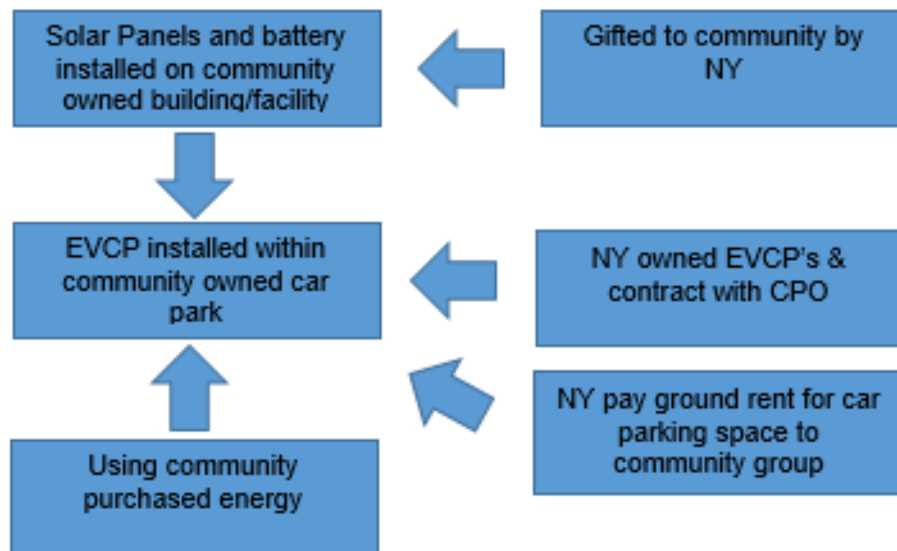 Solar Panels and battery
installed on community
owned building/facility
Gifted to community by
NY
EVCP installed within
community owned car
park
NY owned EVCP's &
contract with CPO
NY pay ground rent for car
parking space to
community group
Using community
purchased energy